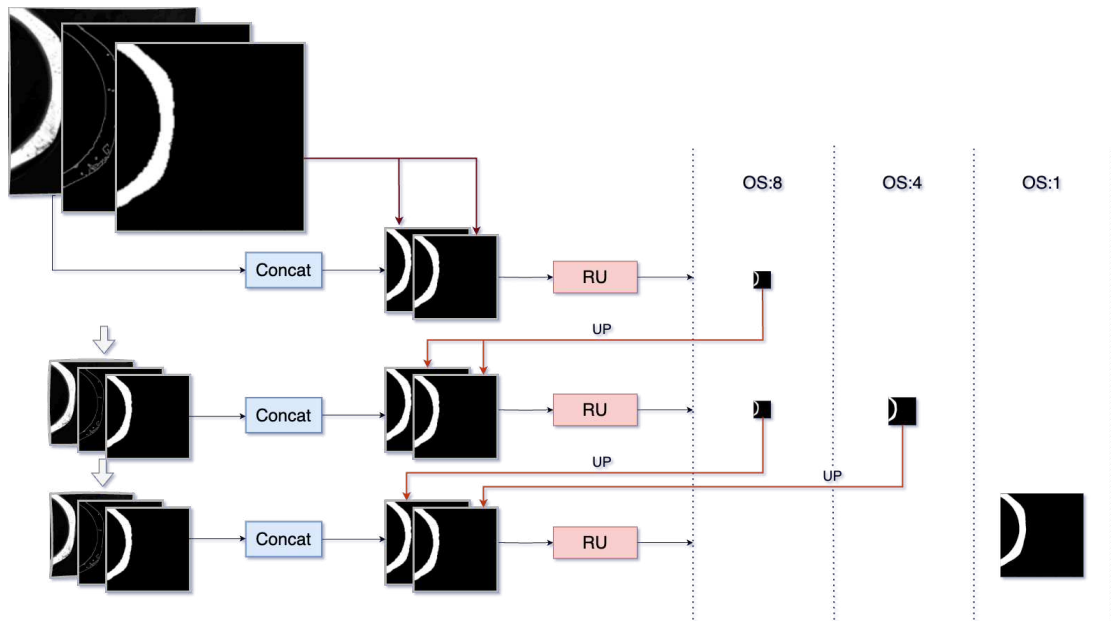 OS:8
OS:4
OS:1
Concat
RU
UP
Concat
RU
UP
UP
Concat
RU